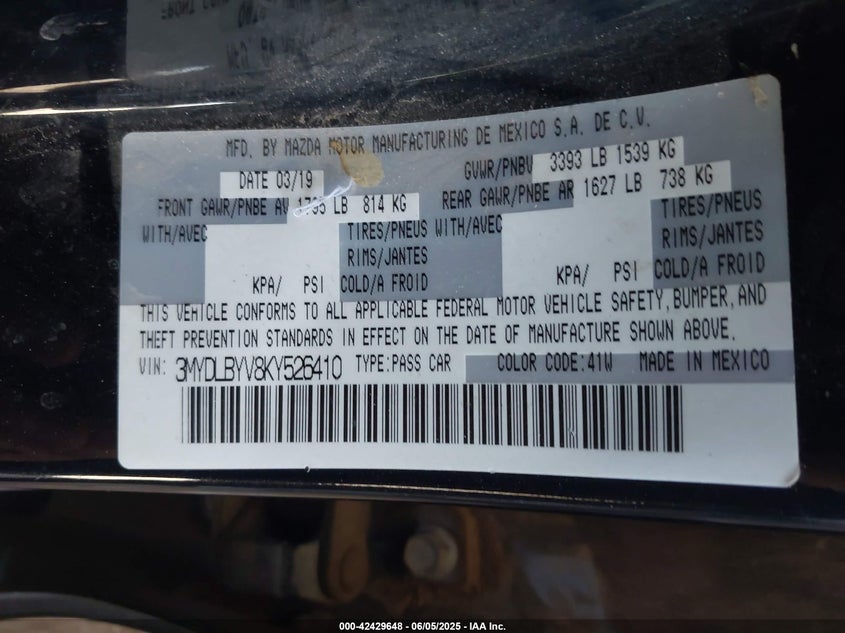 MFD. BY MAZDA MOTOR MANUFACTURING DE MEXICO S.A. DE C.V.
DATE 03/19 GVWR/PNBV 3393 LB 1539 KG
FRONT GAWR/PNBE AV 1795 LB 814 KG REAR GAWR/PNBE AR 1627 LB 738 KG
WITH/AVEC TIRES/PNEUS WITH/AVEC TIRES/PNEUS
RIMS/JANTES RIMS/JANTES
KPA/ PSI COLD/A FROID KPA/ PSI COLD/A FROID
THIS VEHICLE CONFORMS TO ALL APPLICABLE FEDERAL MOTOR VEHICLE SAFETY, BUMPER, AND
THEFT PREVENTION STANDARDS IN EFFECT ON THE DATE OF MANUFACTURE SHOWN ABOVE.
VIN: 3MYDLBYV8KY526410 TYPE:PASS CAR COLOR CODE:41W MADE IN MEXICO
000-42429648 - 06/05/2025 - IAA Inc.